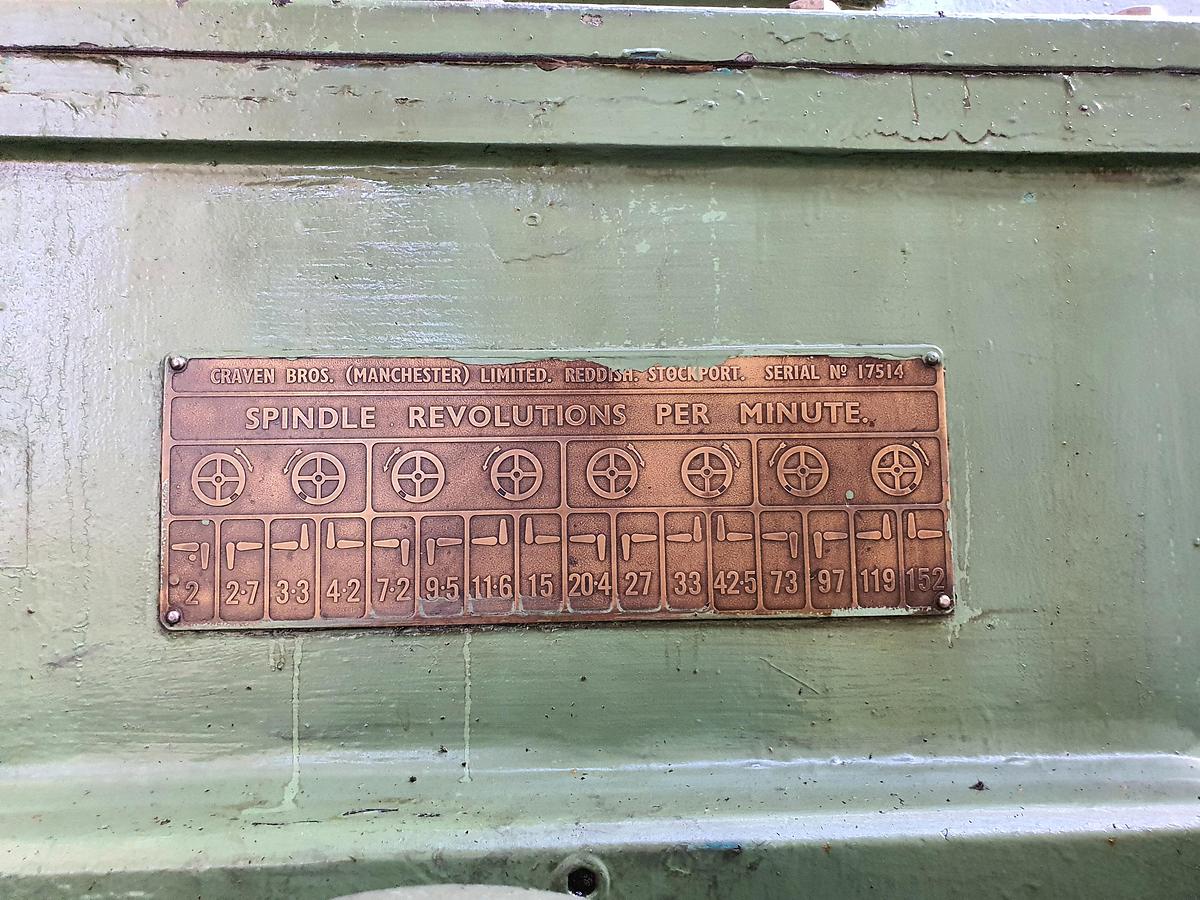 CRAVEN BROS. (MANCHESTER) LIMITED. REDDISH. STOCKPORT. SERIAL Nº 17514
SPINDLE REVOLUTIONS PER MINUTE.
2 2·7 3·3 4·2 7·2 9·5 11·6 15 20·4 27 33 42·5 73 97 119 152